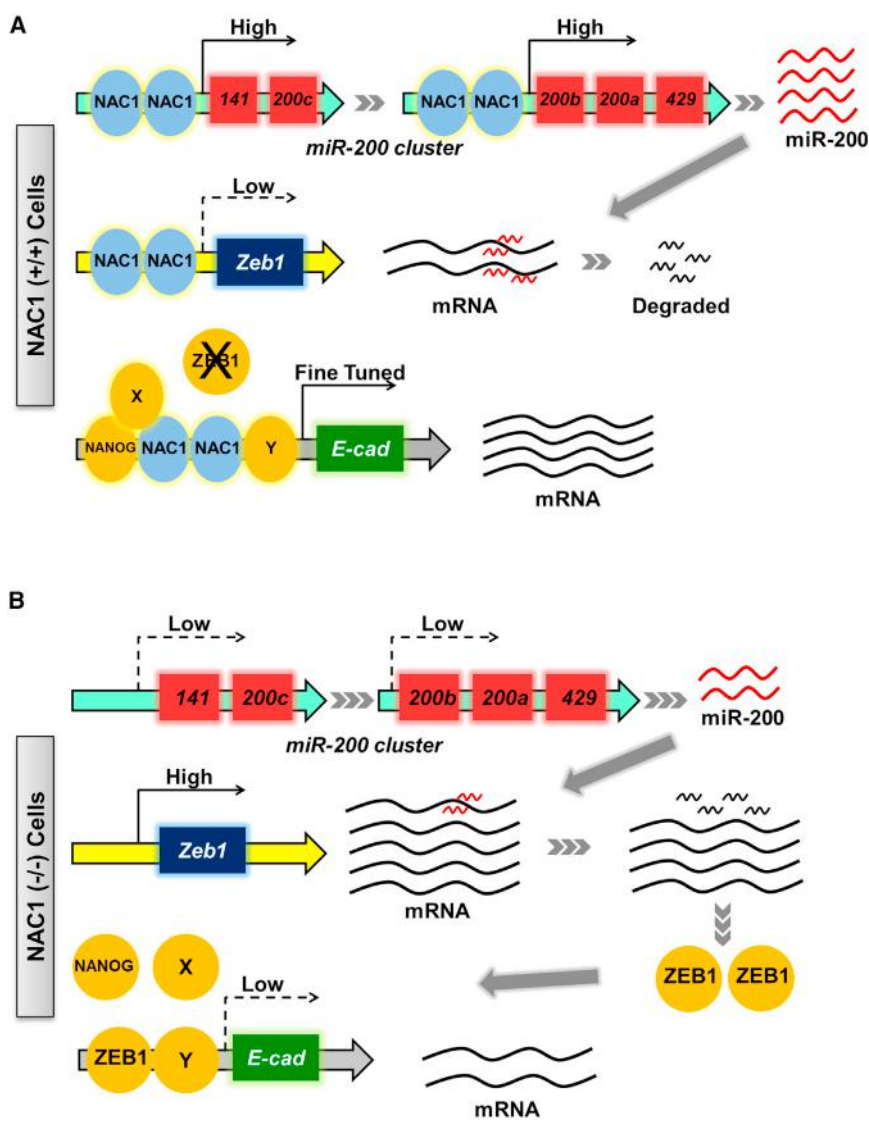 A
NAC1 (+/+) Cells
High
High
NAC1 NAC1 141 200c
NAC1 NAC1 200b 200a 429
miR-200 cluster
miR-200
Low
NAC1 NAC1 Zeb1
mRNA
Degraded
ZEB1
X
Fine Tuned
NANOG NAC1 NAC1 Y E-cad
mRNA
B
NAC1 (-/-) Cells
Low
Low
141 200c
200b 200a 429
miR-200 cluster
miR-200
High
Zeb1
mRNA
NANOG X
ZEB1 ZEB1
Low
ZEB1 Y E-cad
mRNA